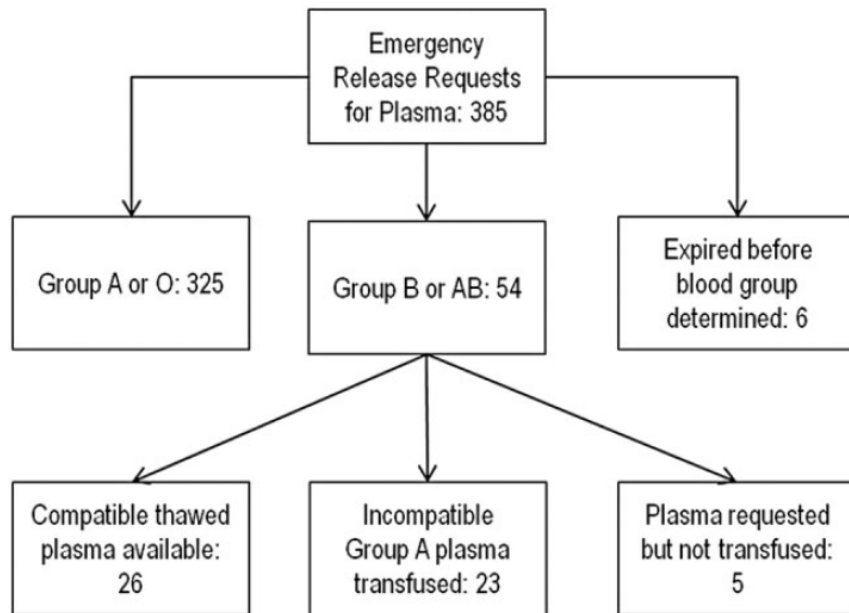 Emergency
Release Requests
for Plasma: 385
Group A or O: 325
Group B or AB: 54
Expired before
blood group
determined: 6
Compatible thawed
plasma available:
26
Incompatible
Group A plasma
transfused: 23
Plasma requested
but not transfused:
5